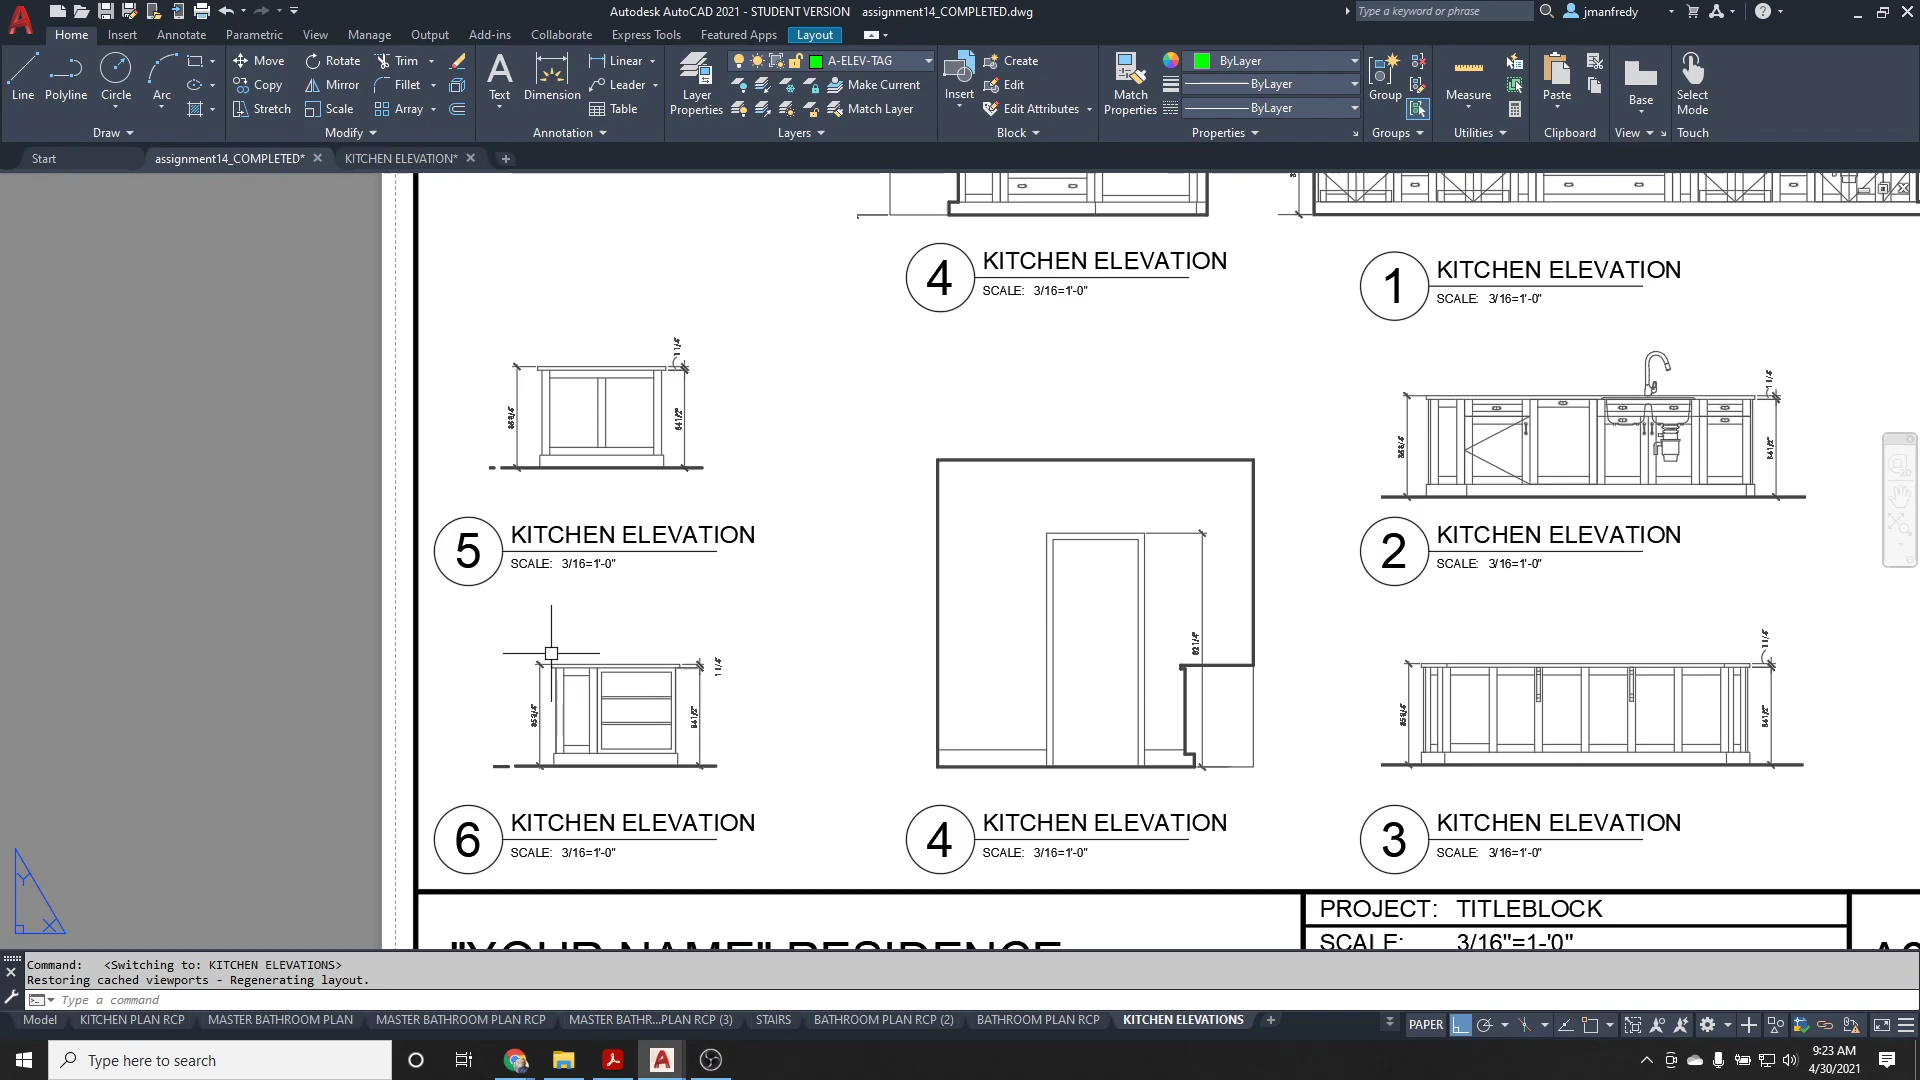 Autodesk AutoCAD 2021 - STUDENT VERSION assignment14_COMPLETED.dwg
Type a keyword or phrase
jmanfredy
Home Insert Annotate Parametric View Manage Output Add-ins Collaborate Express Tools Featured Apps Layout
Line Polyline Circle Arc
Move Rotate Trim
Copy Mirror Fillet
Stretch Scale Array
Text Dimension
Linear
Leader
Table
Layer Properties
A-ELEV-TAG
Make Current
Match Layer
Insert
Create
Edit
Edit Attributes
Match Properties
ByLayer
ByLayer
ByLayer
Group
Measure
Paste
Base
Select Mode
Draw Modify Annotation Layers Block Properties Groups Utilities Clipboard View Touch
Start assignment14_COMPLETED* KITCHEN ELEVATION*
4 KITCHEN ELEVATION
SCALE: 3/16=1'-0"
1 KITCHEN ELEVATION
SCALE: 3/16=1'-0"
5 KITCHEN ELEVATION
SCALE: 3/16=1'-0"
2 KITCHEN ELEVATION
SCALE: 3/16=1'-0"
6 KITCHEN ELEVATION
SCALE: 3/16=1'-0"
4 KITCHEN ELEVATION
SCALE: 3/16=1'-0"
3 KITCHEN ELEVATION
SCALE: 3/16=1'-0"
"YOUR NAME" RESIDENCE
PROJECT: TITLEBLOCK
SCALE: 3/16"=1-'0"
Y
X
Command: <Switching to: KITCHEN ELEVATIONS>
Restoring cached viewports - Regenerating layout.
Type a command
Model KITCHEN PLAN RCP MASTER BATHROOM PLAN MASTER BATHROOM PLAN RCP MASTER BATHR...PLAN RCP (3) STAIRS BATHROOM PLAN RCP (2) BATHROOM PLAN RCP KITCHEN ELEVATIONS
PAPER
Type here to search
9:23 AM
4/30/2021